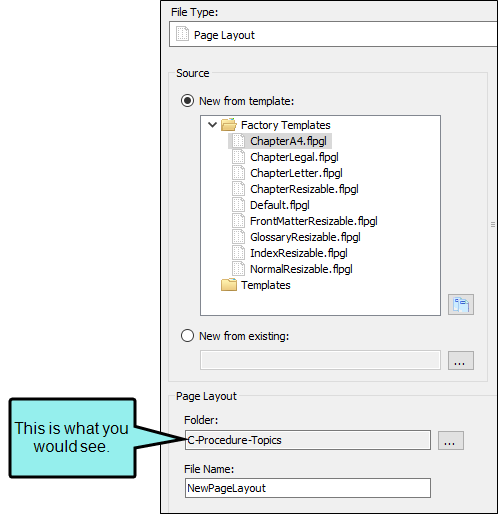 File Type:
Page Layout
Source
New from template:
Factory Templates
ChapterA4.flpgl
ChapterLegal.flpgl
ChapterLetter.flpgl
ChapterResizable.flpgl
Default.flpgl
FrontMatterResizable.flpgl
GlossaryResizable.flpgl
IndexResizable.flpgl
NormalResizable.flpgl
Templates
New from existing:
...
Page Layout
This is what you
would see.
Folder:
C-Procedure-Topics
...
File Name:
NewPageLayout